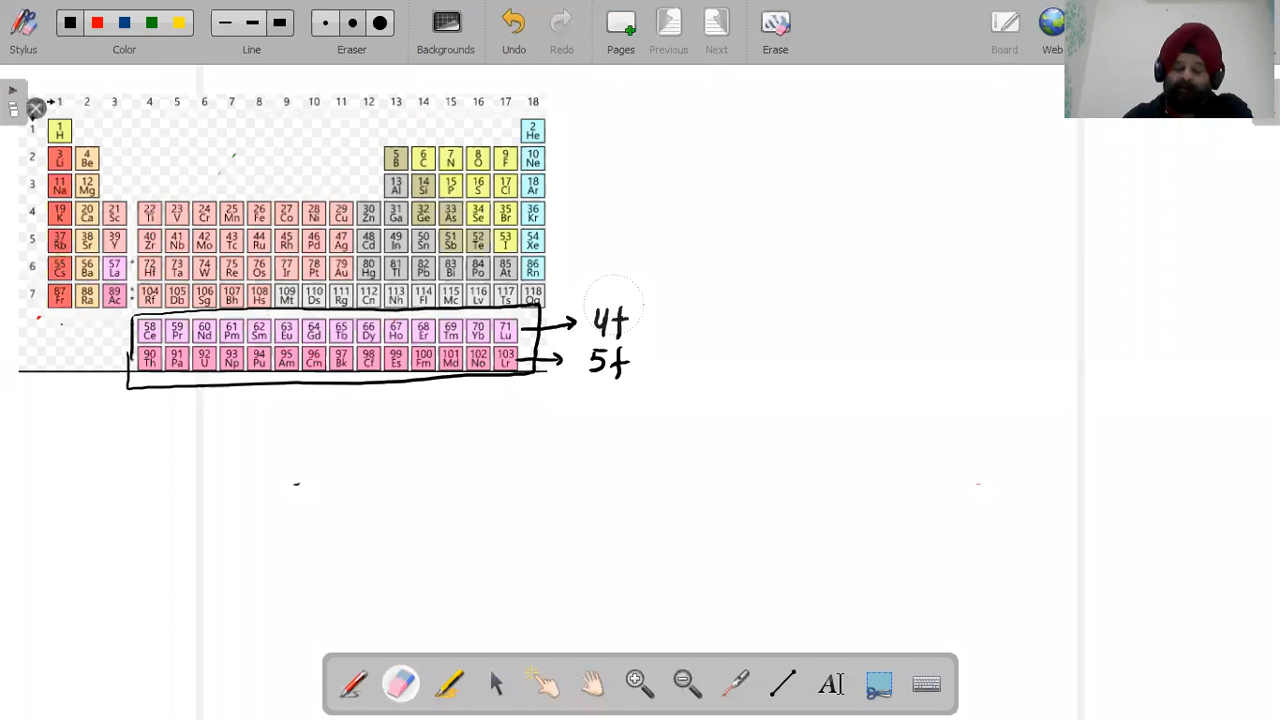 Stylus Color Line Eraser Backgrounds Undo Redo Pages Previous Next Erase Board Web
1 2 3 4 5 6 7 8 9 10 11 12 13 14 15 16 17 18
1 1 H 2 He
2 3 Li 4 Be 5 B 6 C 7 N 8 O 9 F 10 Ne
3 11 Na 12 Mg 13 Al 14 Si 15 P 16 S 17 Cl 18 Ar
4 19 K 20 Ca 21 Sc 22 Ti 23 V 24 Cr 25 Mn 26 Fe 27 Co 28 Ni 29 Cu 30 Zn 31 Ga 32 Ge 33 As 34 Se 35 Br 36 Kr
5 37 Rb 38 Sr 39 Y 40 Zr 41 Nb 42 Mo 43 Tc 44 Ru 45 Rh 46 Pd 47 Ag 48 Cd 49 In 50 Sn 51 Sb 52 Te 53 I 54 Xe
6 55 Cs 56 Ba 57 La * 72 Hf 73 Ta 74 W 75 Re 76 Os 77 Ir 78 Pt 79 Au 80 Hg 81 Tl 82 Pb 83 Bi 84 Po 85 At 86 Rn
7 87 Fr 88 Ra 89 Ac ** 104 Rf 105 Db 106 Sg 107 Bh 108 Hs 109 Mt 110 Ds 111 Rg 112 Cn 113 Nh 114 Fl 115 Mc 116 Lv 117 Ts 118 Og
58 Ce 59 Pr 60 Nd 61 Pm 62 Sm 63 Eu 64 Gd 65 Tb 66 Dy 67 Ho 68 Er 69 Tm 70 Yb 71 Lu 4f
90 Th 91 Pa 92 U 93 Np 94 Pu 95 Am 96 Cm 97 Bk 98 Cf 99 Es 100 Fm 101 Md 102 No 103 Lr 5f